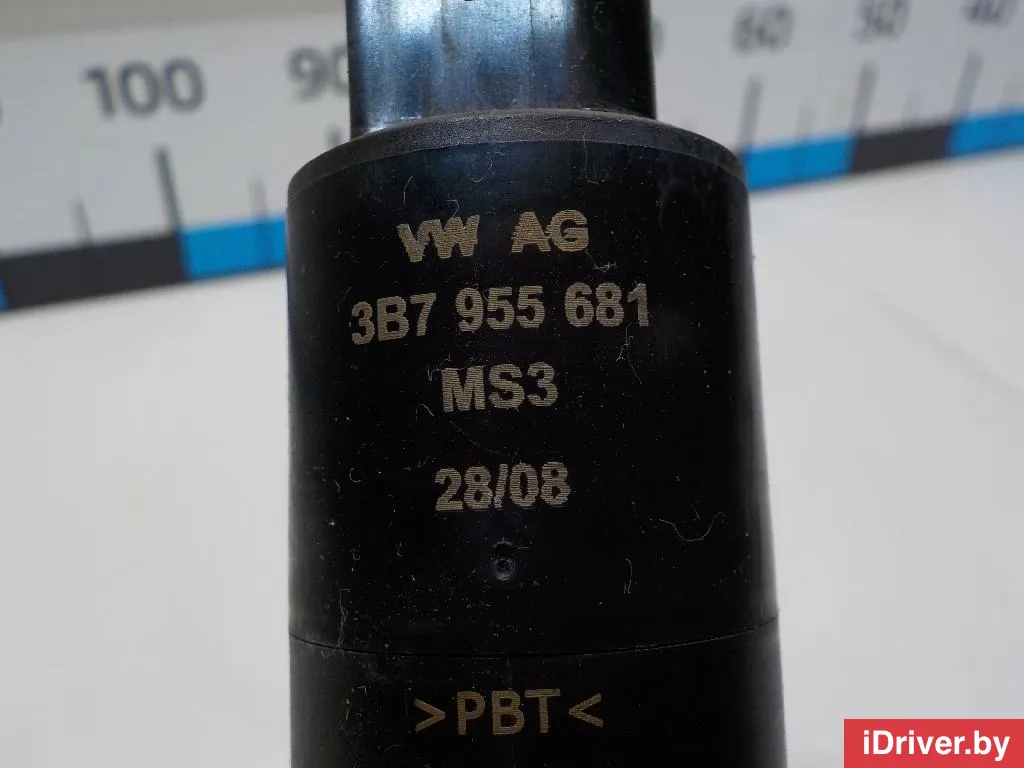 100 90 60 50 40
VW AG
3B7 955 681
MS3
28/08
>PBT<
iDriver.by